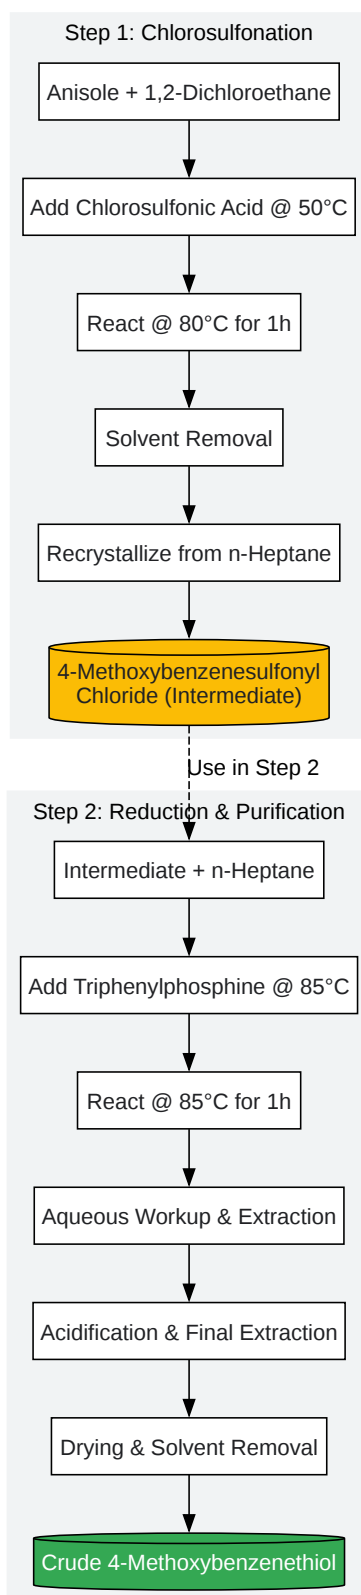 Step 1: Chlorosulfonation
Anisole + 1,2-Dichloroethane
Add Chlorosulfonic Acid @ 50°C
React @ 80°C for 1h
Solvent Removal
Recrystallize from n-Heptane
4-Methoxybenzenesulfonyl
Chloride (Intermediate)
Use in Step 2
Step 2: Reduction & Purification
Intermediate + n-Heptane
Add Triphenylphosphine @ 85°C
React @ 85°C for 1h
Aqueous Workup & Extraction
Acidification & Final Extraction
Drying & Solvent Removal
Crude 4-Methoxybenzenethiol